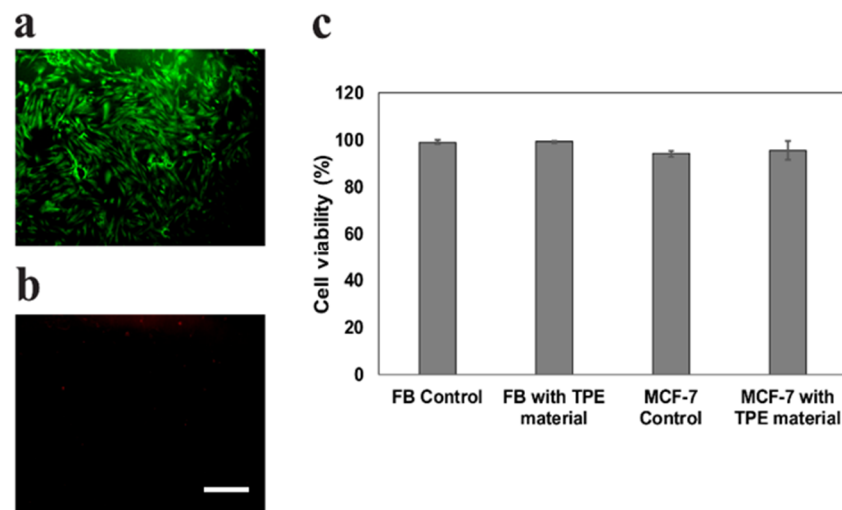 a
b
c
Cell viability (%)
120
100
80
60
40
20
0
FB Control
FB with TPE
material
MCF-7
Control
MCF-7 with
TPE material